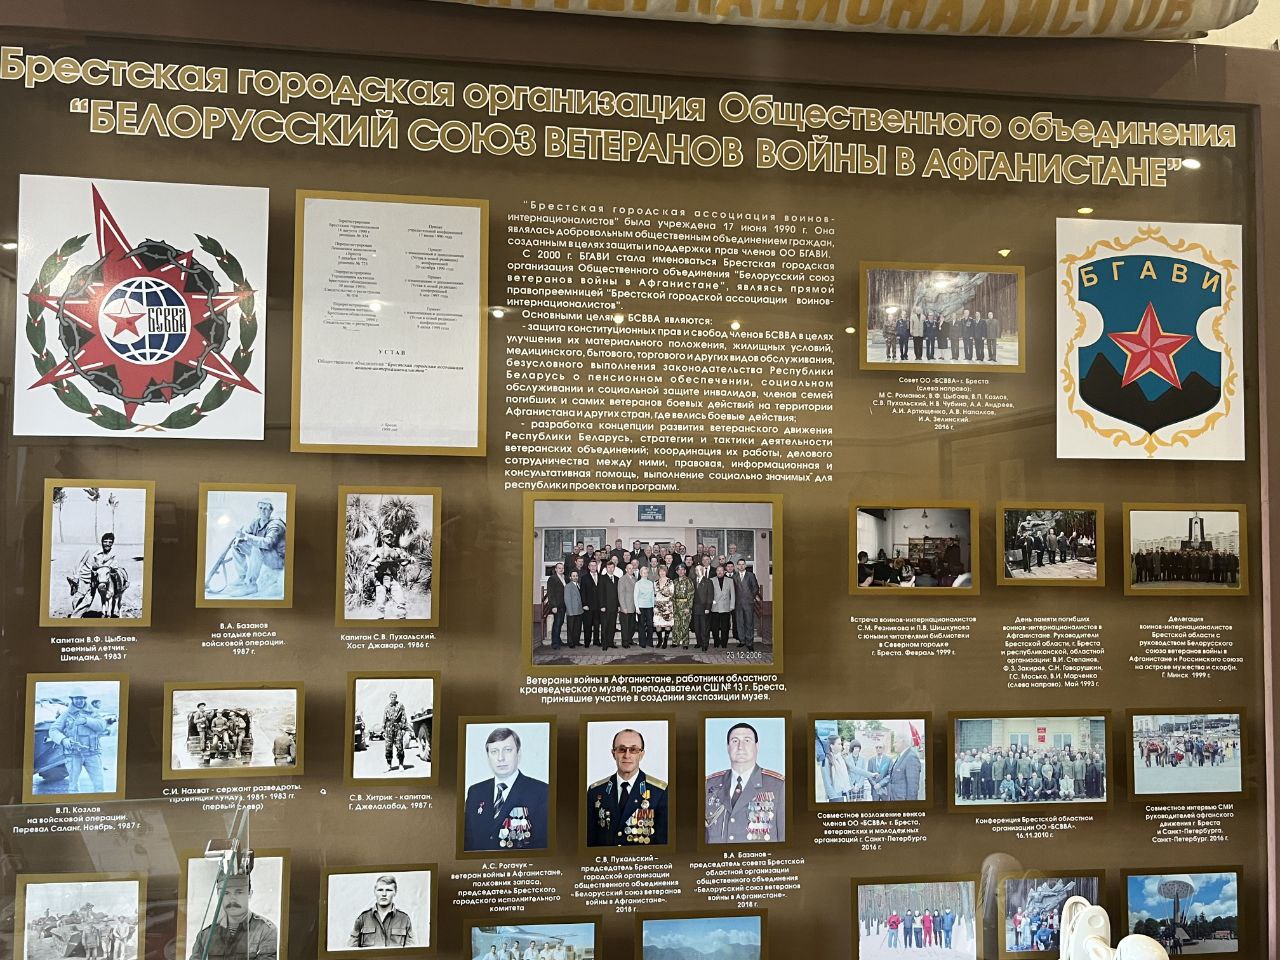 НАЦИОНАЛИСТОВ
Брестская городская организация Общественного объединения
“БЕЛОРУССКИЙ СОЮЗ ВЕТЕРАНОВ ВОЙНЫ В АФГАНИСТАНЕ”
БСВВА
УСТАВ
Общественного объединения "Брестская городская ассоциация
воинов-интернационалистов"
"Брестская городская ассоциация воинов-
интернационалистов" была учреждена 17 июня 1990 г. Она
являлась добровольным общественным объединением граждан,
созданным в целях защиты и поддержки прав членов ОО БГАВИ.
С 2000 г. БГАВИ стала именоваться Брестская городская
организация Общественного объединения "Белорусский союз
ветеранов войны в Афганистане", являясь прямой
правопреемницей "Брестской городской ассоциации воинов-
интернационалистов".
Основными целями БСВВА являются:
- защита конституционных прав и свобод членов БСВВА в целях
улучшения их материального положения, жилищных условий,
медицинского, бытового, торгового и других видов обслуживания,
безусловного выполнения законодательства Республики
Беларусь о пенсионном обеспечении, социальном
обслуживании и социальной защите инвалидов, членов семей
погибших и самих ветеранов боевых действий на территории
Афганистана и других стран, где велись боевые действия;
- разработка концепции развития ветеранского движения
Республики Беларусь, стратегии и тактики деятельности
ветеранских объединений; координация их работы, делового
сотрудничества между ними, правовая, информационная и
консультативная помощь, выполнение социально значимых для
республики проектов и программ.
Совет ОО «БСВВА» г. Бреста
(слева направо):
М.С. Романюк, В.Ф. Цыбаев, В.П. Козлов,
С.В. Пухальский, Н.В. Чубина, А.А. Андреев,
А.И. Артющенко, А.В. Напалков,
И.А. Зелинский.
2016 г.
БГАВИ
Капитан В.Ф. Цыбаев,
военный летчик.
Шинданд. 1983 г
В.А. Базанов
на отдыхе после
войсковой операции.
1987 г.
Капитан С.В. Пухальский.
Хост Джавара. 1986 г.
23.12.2006
Ветераны войны в Афганистане, работники областного
краеведческого музея, преподаватели СШ № 13 г. Бреста,
принявшие участие в создании экспозиции музея.
Встреча воинов-интернационалистов
С.М. Резникова и П.В. Шишкунова
с юными читателями библиотеки
в Северном городке
г. Бреста. Февраль 1999 г.
День памяти погибших
воинов-интернационалистов в
Афганистане. Руководители
Брестской области, г. Бреста
и республиканской, областной
организации: В.И. Степанов,
Ф.З. Закиров, С.Н. Говорушкин,
Г.С. Мосько, В.И. Марченко
(слева направо). Май 1993 г.
Делегация
воинов-интернационалистов
Брестской области с
руководством Белорусского
союза ветеранов войны в
Афганистане и Российского союза
на острове мужества и скорби.
Г. Минск 1999 г.
В.П. Козлов
на войсковой операции.
Перевал Саланг. Ноябрь, 1987 г.
С.И. Нахват - сержант разведроты.
Провинция Кундуз. 1981- 1983 гг.
(первый слева)
С.В. Хитрик - капитан.
Г. Джелалабад. 1987 г.
А.С. Рогачук –
ветеран войны в Афганистане,
полковник запаса,
председатель Брестского
городского исполнительного
комитета
С.В. Пухальский –
председатель Брестской
городской организации
общественного объединения
«Белорусский союз ветеранов
войны в Афганистане».
2018 г.
В.А. Базанов –
председатель совета Брестской
областной организации
общественного объединения
«Белорусский союз ветеранов
войны в Афганистане».
2018 г.
Совместное возложение венков
членов ОО «БСВВА» г. Бреста,
ветеранских и молодежных
организаций г. Санкт-Петербурга
2016 г.
Конференция Брестской областной
организации ОО «БСВВА».
16.11.2010 г.
Совместное интервью СМИ
руководителей афганского
движения г. Бреста
и Санкт-Петербурга.
Санкт-Петербург. 2016 г.